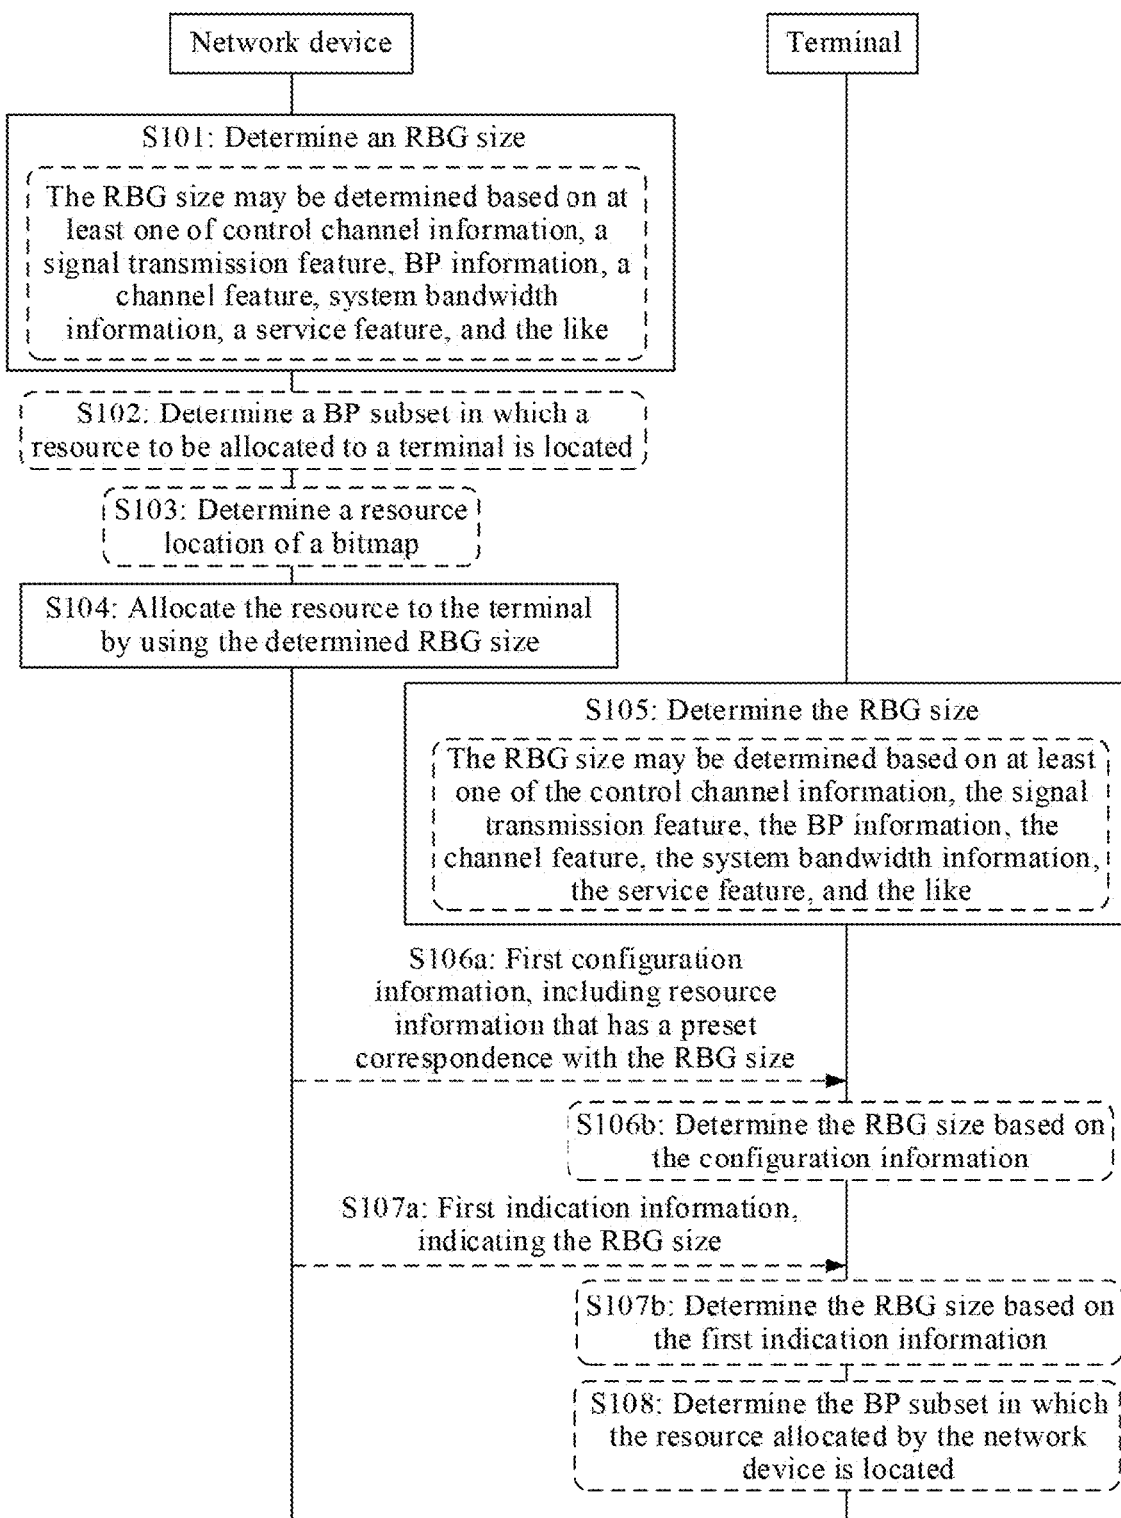 Network device
Terminal
S101: Determine an RBG size
The RBG size may be determined based on at
least one of control channel information, a
signal transmission feature, BP information, a
channel feature, system bandwidth
information, a service feature, and the like
S102: Determine a BP subset in which a
resource to be allocated to a terminal is located
S103: Determine a resource
location of a bitmap
S104: Allocate the resource to the terminal
by using the determined RBG size
S105: Determine the RBG size
The RBG size may be determined based on at least
one of the control channel information, the signal
transmission feature, the BP information, the
channel feature, the system bandwidth information,
the service feature, and the like
S106a: First configuration
information, including resource
information that has a preset
correspondence with the RBG size
S106b: Determine the RBG size based on
the configuration information
S107a: First indication information,
indicating the RBG size
S107b: Determine the RBG size based on
the first indication information
S108: Determine the BP subset in which
the resource allocated by the network
device is located